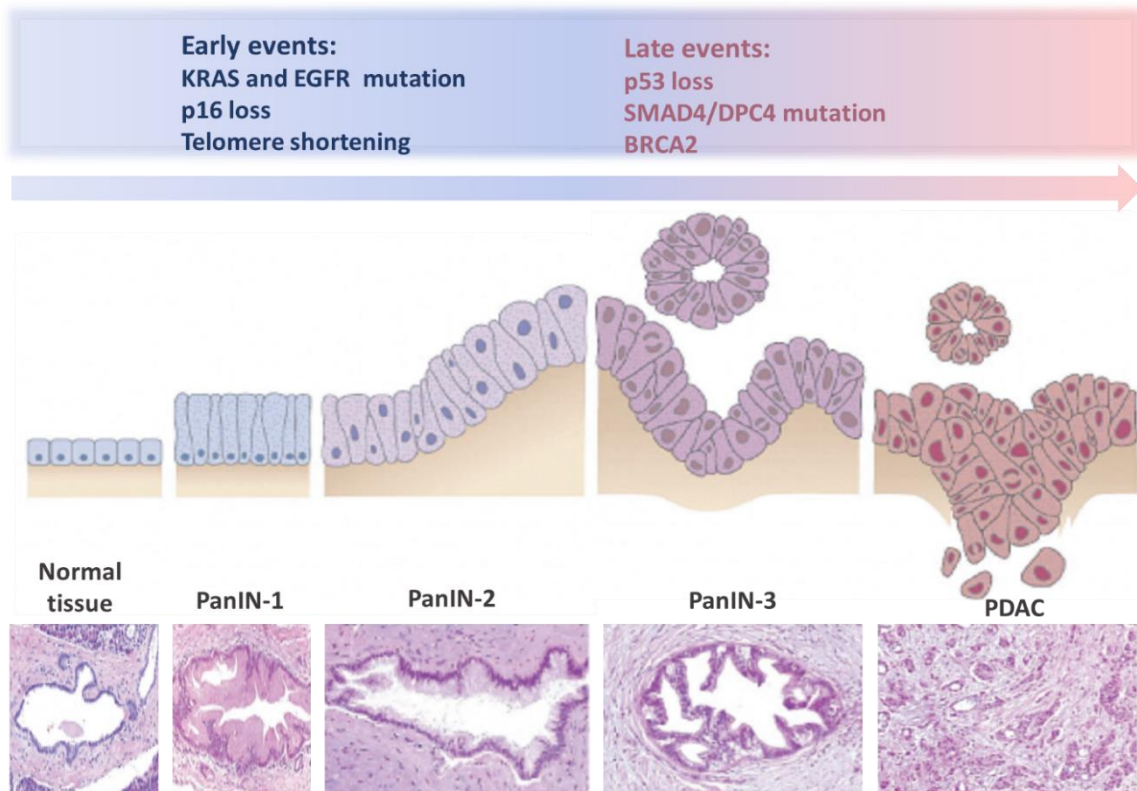 Early events:
KRAS and EGFR mutation
p16 loss
Telomere shortening
Late events:
p53 loss
SMAD4/DPC4 mutation
BRCA2
Normal
tissue
PanIN-1
PanIN-2
PanIN-3
PDAC